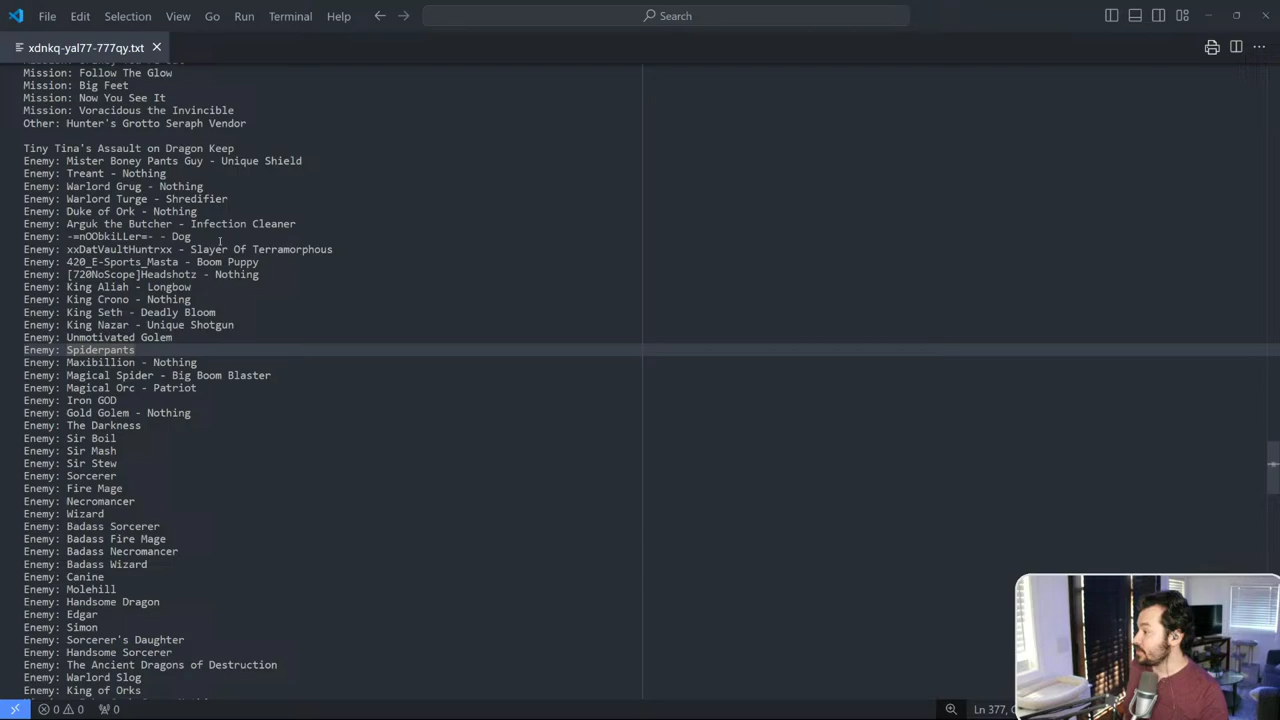 File Edit Selection View Go Run Terminal Help
Search
xdnkq-yal77-777qy.txt
Mission: Follow The Glow
Mission: Big Feet
Mission: Now You See It
Mission: Voracidous the Invincible
Other: Hunter's Grotto Seraph Vendor
Tiny Tina's Assault on Dragon Keep
Enemy: Mister Boney Pants Guy - Unique Shield
Enemy: Treant - Nothing
Enemy: Warlord Grug - Nothing
Enemy: Warlord Turge - Shredifier
Enemy: Duke of Ork - Nothing
Enemy: Arguk the Butcher - Infection Cleaner
Enemy: -=nOObkiLLer=- - Dog
Enemy: xxDatVaultHuntrxx - Slayer Of Terramorphous
Enemy: 420_E-Sports_Masta - Boom Puppy
Enemy: [720NoScope]Headshotz - Nothing
Enemy: King Aliah - Longbow
Enemy: King Crono - Nothing
Enemy: King Seth - Deadly Bloom
Enemy: King Nazar - Unique Shotgun
Enemy: Unmotivated Golem
Enemy: Spiderpants
Enemy: Maxibillion - Nothing
Enemy: Magical Spider - Big Boom Blaster
Enemy: Magical Orc - Patriot
Enemy: Iron GOD
Enemy: Gold Golem - Nothing
Enemy: The Darkness
Enemy: Sir Boil
Enemy: Sir Mash
Enemy: Sir Stew
Enemy: Sorcerer
Enemy: Fire Mage
Enemy: Necromancer
Enemy: Wizard
Enemy: Badass Sorcerer
Enemy: Badass Fire Mage
Enemy: Badass Necromancer
Enemy: Badass Wizard
Enemy: Canine
Enemy: Molehill
Enemy: Handsome Dragon
Enemy: Edgar
Enemy: Simon
Enemy: Sorcerer's Daughter
Enemy: Handsome Sorcerer
Enemy: The Ancient Dragons of Destruction
Enemy: Warlord Slog
Enemy: King of Orks
0 0 0
Ln 377,